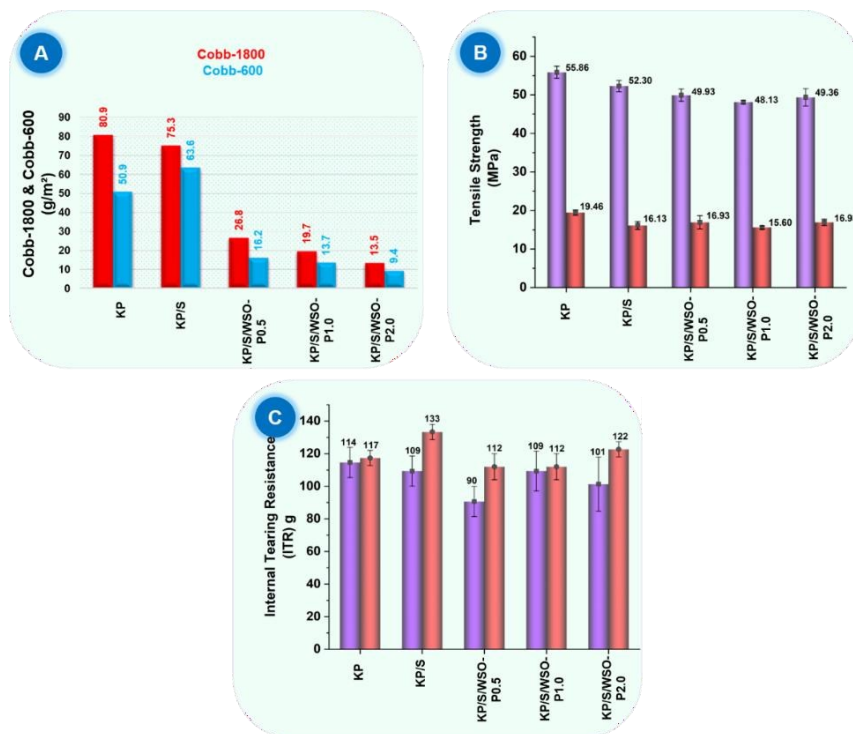 A
Cobb-1800
Cobb-600
Cobb-1800 & Cobb-600
(g/m²)
90
80
70
60
50
40
30
20
10
0
80.9
50.9
75.3
63.6
26.8
16.2
19.7
13.7
13.5
9.4
KP
KP/S
KP/S/WSO-
P0.5
KP/S/WSO-
P1.0
KP/S/WSO-
P2.0
B
Tensile Strength
(MPa)
60
50
40
30
20
10
0
55.86
19.46
52.30
16.13
49.93
16.93
48.13
15.60
49.36
16.9
KP
KP/S
KP/S/WSO-
P0.5
KP/S/WSO-
P1.0
KP/S/WSO-
P2.0
C
Internal Tearing Resistance
(ITR) g
140
120
100
80
60
40
20
0
114
117
109
133
90
112
109
112
101
122
KP
KP/S
KP/S/WSO-
P0.5
KP/S/WSO-
P1.0
KP/S/WSO-
P2.0